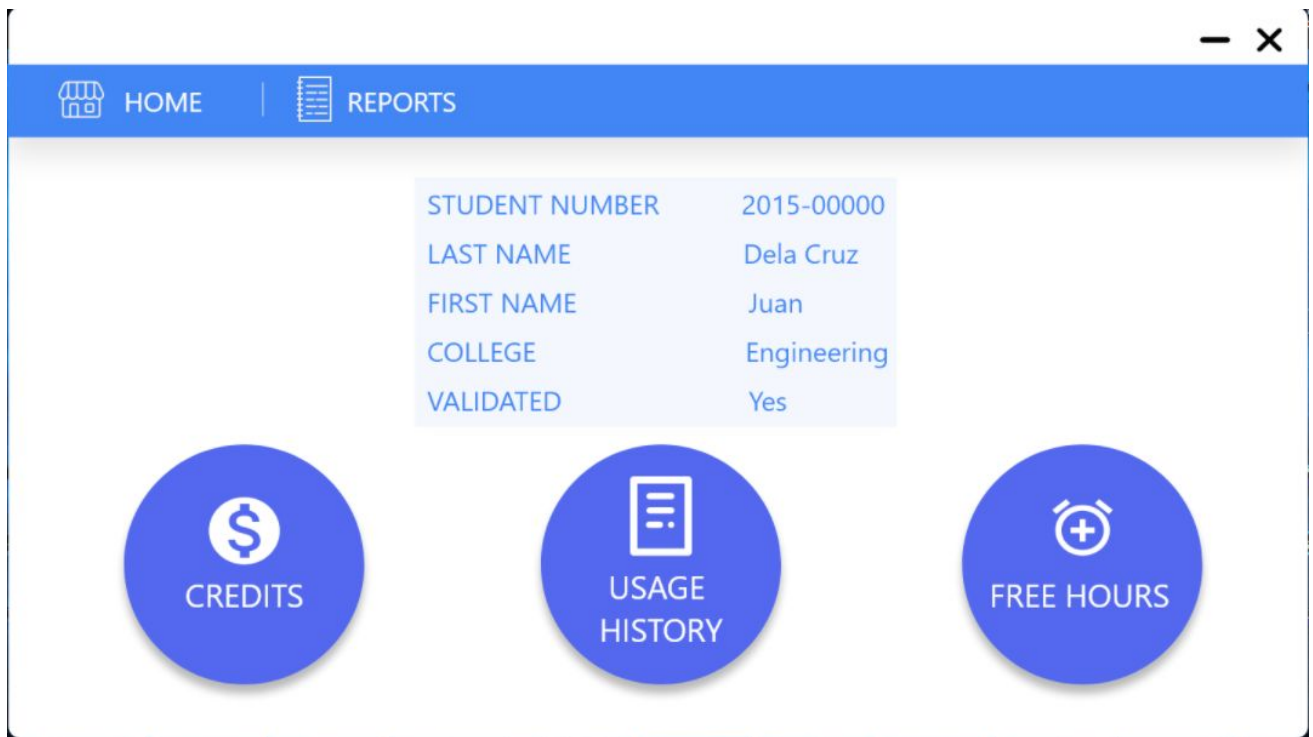 HOME | REPORTS
STUDENT NUMBER 2015-00000
LAST NAME Dela Cruz
FIRST NAME Juan
COLLEGE Engineering
VALIDATED Yes
CREDITS
USAGE
HISTORY
FREE HOURS